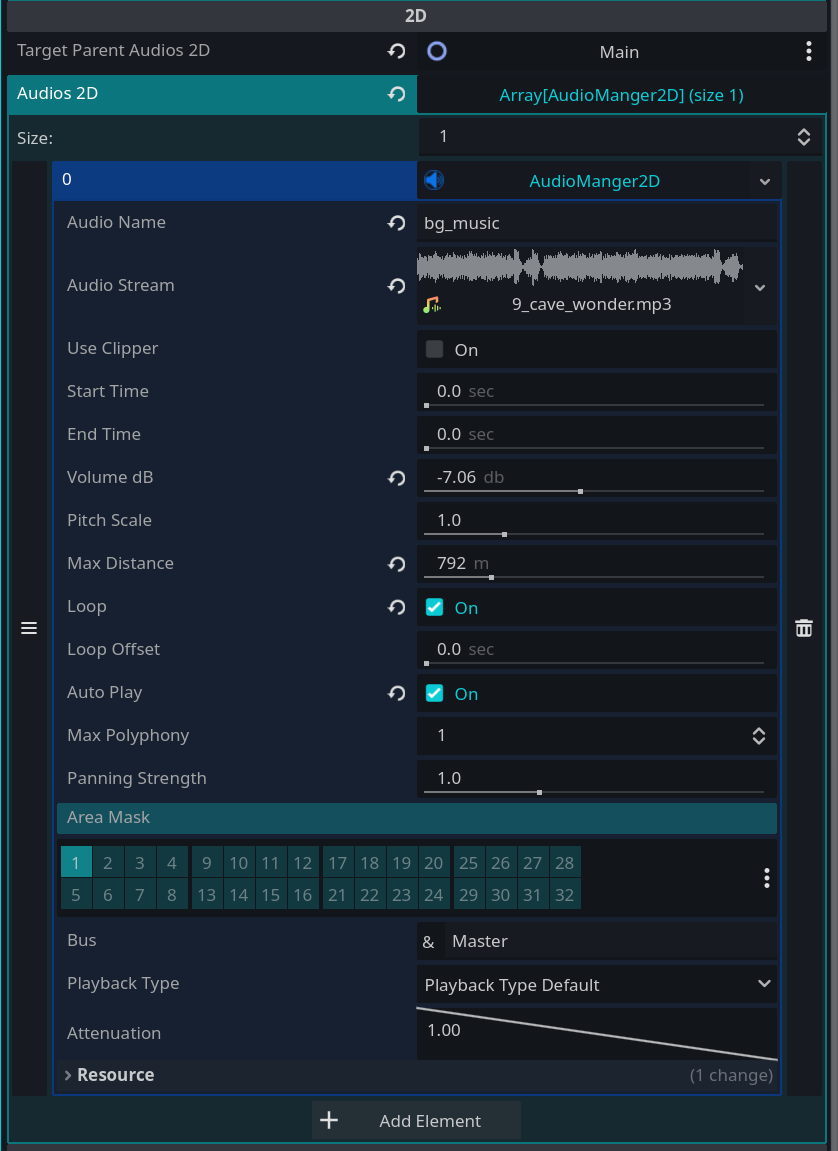 2D
Target Parent Audios 2D Main
Audios 2D Array[AudioManger2D] (size 1)
Size: 1
0 AudioManger2D
Audio Name bg_music
Audio Stream 9_cave_wonder.mp3
Use Clipper On
Start Time 0.0 sec
End Time 0.0 sec
Volume dB -7.06 db
Pitch Scale 1.0
Max Distance 792 m
Loop On
Loop Offset 0.0 sec
Auto Play On
Max Polyphony 1
Panning Strength 1.0
Area Mask
1 2 3 4 9 10 11 12 17 18 19 20 25 26 27 28
5 6 7 8 13 14 15 16 21 22 23 24 29 30 31 32
Bus & Master
Playback Type Playback Type Default
Attenuation 1.00
Resource (1 change)
Add Element